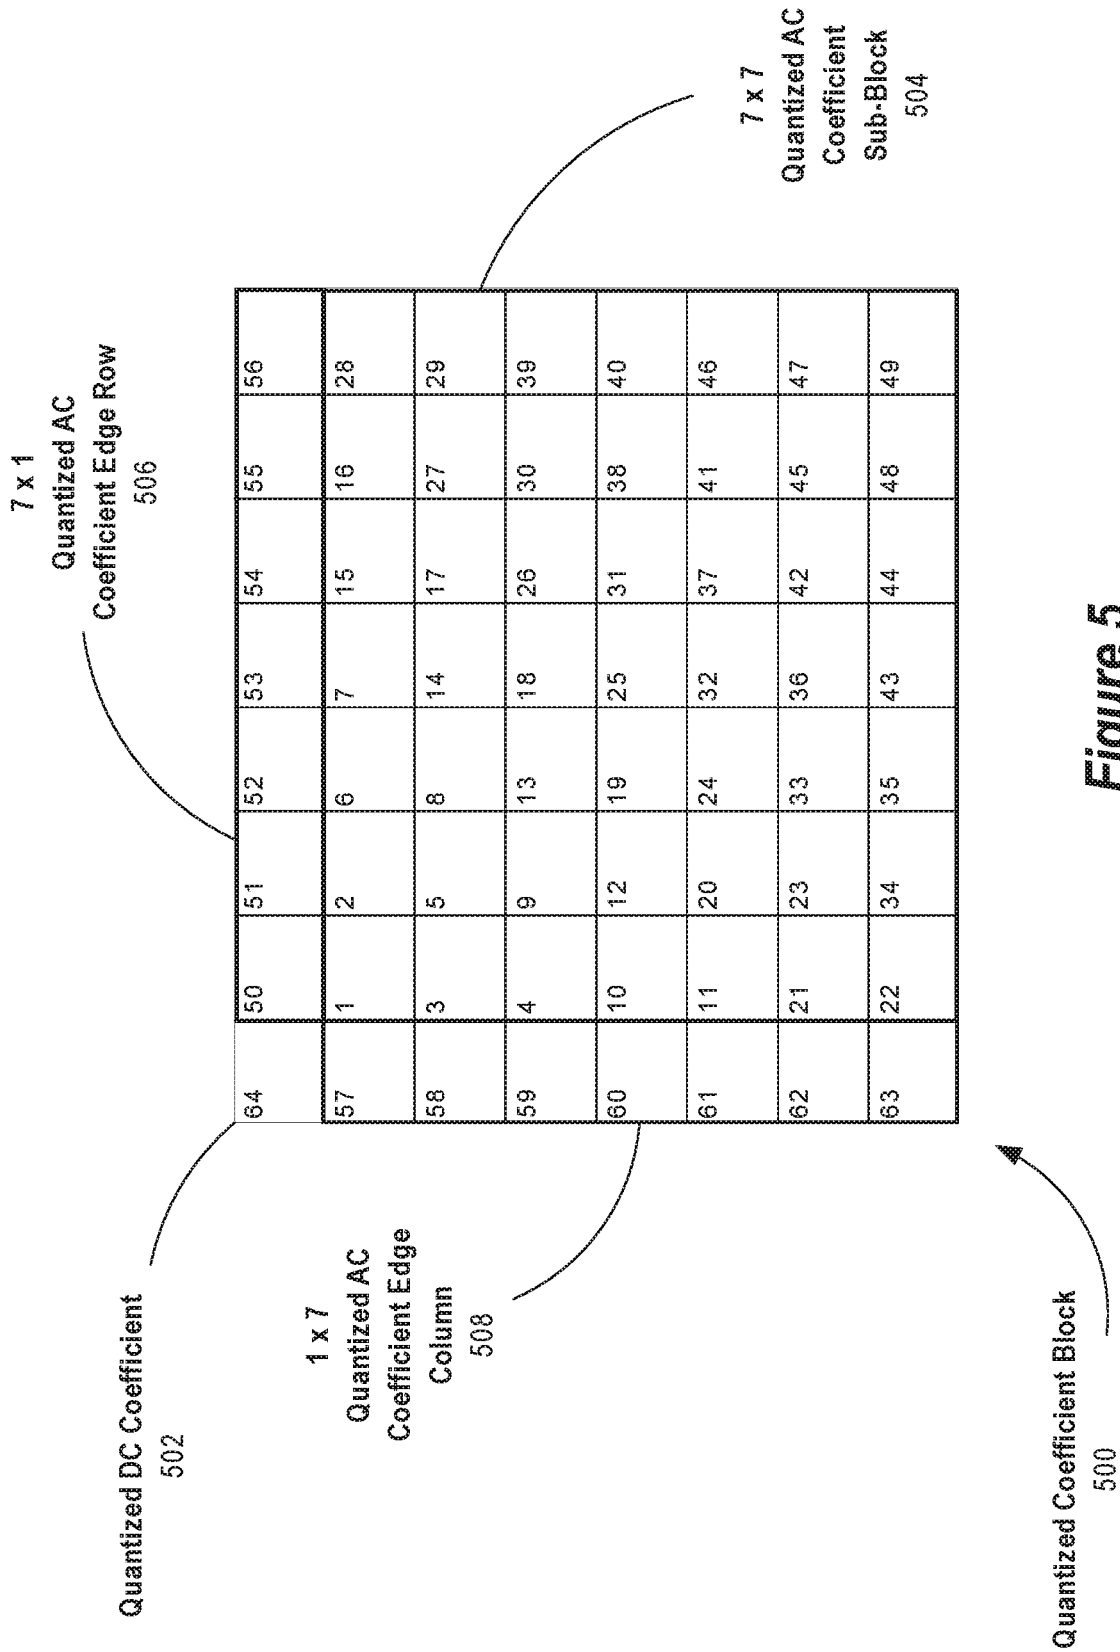 7 x 1
Quantized AC
Coefficient Edge Row
506
Quantized DC Coefficient
502
1 x 7
Quantized AC
Coefficient Edge
Column
508
64 50 51 52 53 54 55 56
57 1 2 6 7 15 16 28
58 3 5 8 14 17 27 29
59 4 9 13 18 26 30 39
60 10 12 19 25 31 38 40
61 11 20 24 32 37 41 46
62 21 23 33 36 42 45 47
63 22 34 35 43 44 48 49
7 x 7
Quantized AC
Coefficient
Sub-Block
504
Quantized Coefficient Block
500
Figure 5